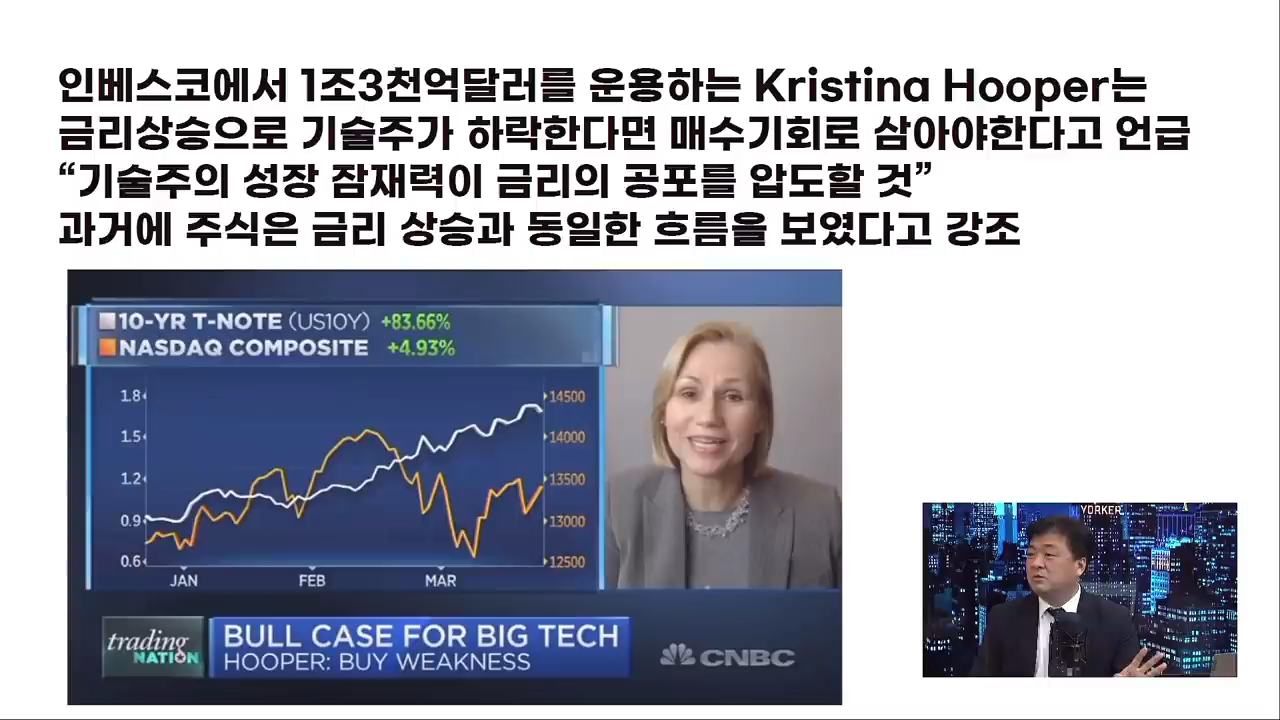 인베스코에서 1조3천억달러를 운용하는 Kristina Hooper는
금리상승으로 기술주가 하락한다면 매수기회로 삼아야한다고 언급
“기술주의 성장 잠재력이 금리의 공포를 압도할 것”
과거에 주식은 금리 상승과 동일한 흐름을 보였다고 강조
10-YR T-NOTE (US10Y) +83.66%
NASDAQ COMPOSITE +4.93%
1.8 14500
1.5 14000
1.2 13500
0.9 13000
0.6 12500
JAN FEB MAR
trading NATION
BULL CASE FOR BIG TECH
HOOPER: BUY WEAKNESS
CNBC
YORKER